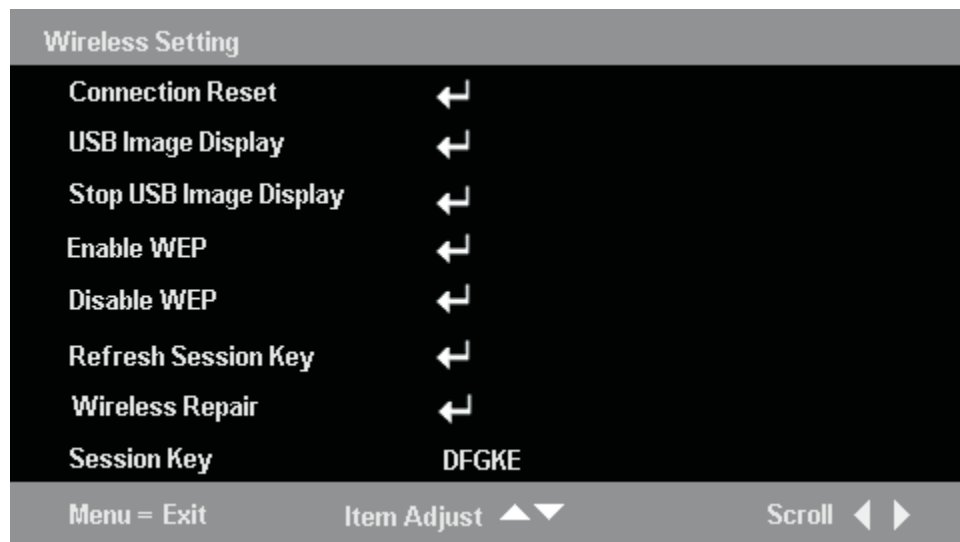 Wireless Setting
Connection Reset
USB Image Display
Stop USB Image Display
Enable WEP
Disable WEP
Refresh Session Key
Wireless Repair
Session Key DFGKE
Menu = Exit Item Adjust Scroll